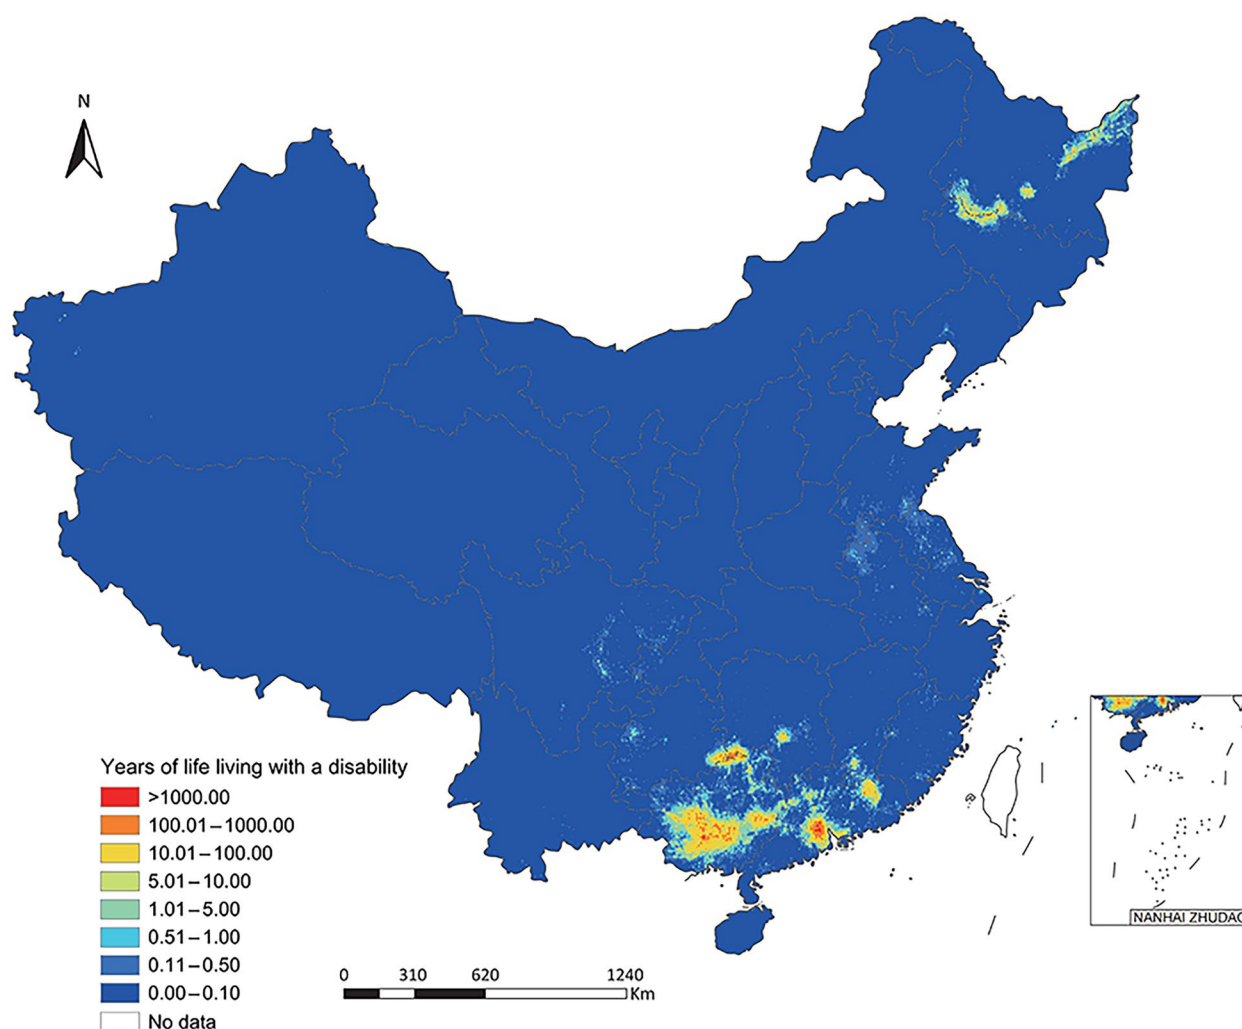 N
Years of life living with a disability
>1000.00
100.01–1000.00
10.01–100.00
5.01–10.00
1.01–5.00
0.51–1.00
0.11–0.50
0.00–0.10
No data
0 310 620 1240
Km
NANHAI ZHUDAO